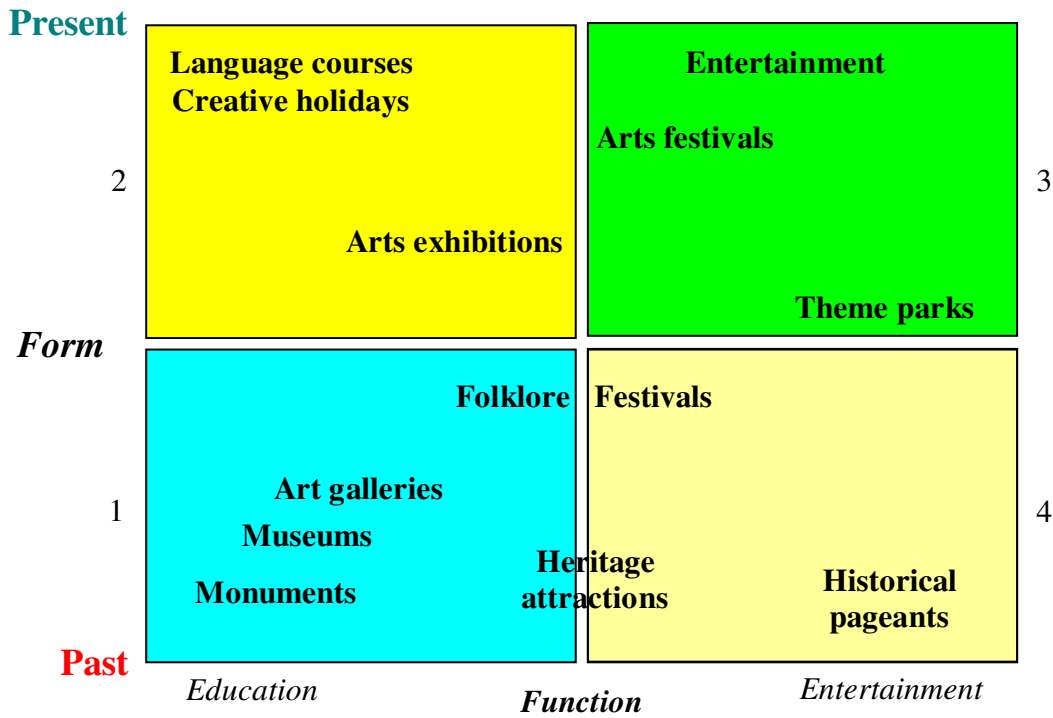 Present
Language courses
Creative holidays
Entertainment
Arts festivals
2
3
Arts exhibitions
Theme parks
Form
Folklore Festivals
Art galleries
1
4
Museums
Heritage
attractions
Monuments
Historical
pageants
Past
Education
Function
Entertainment